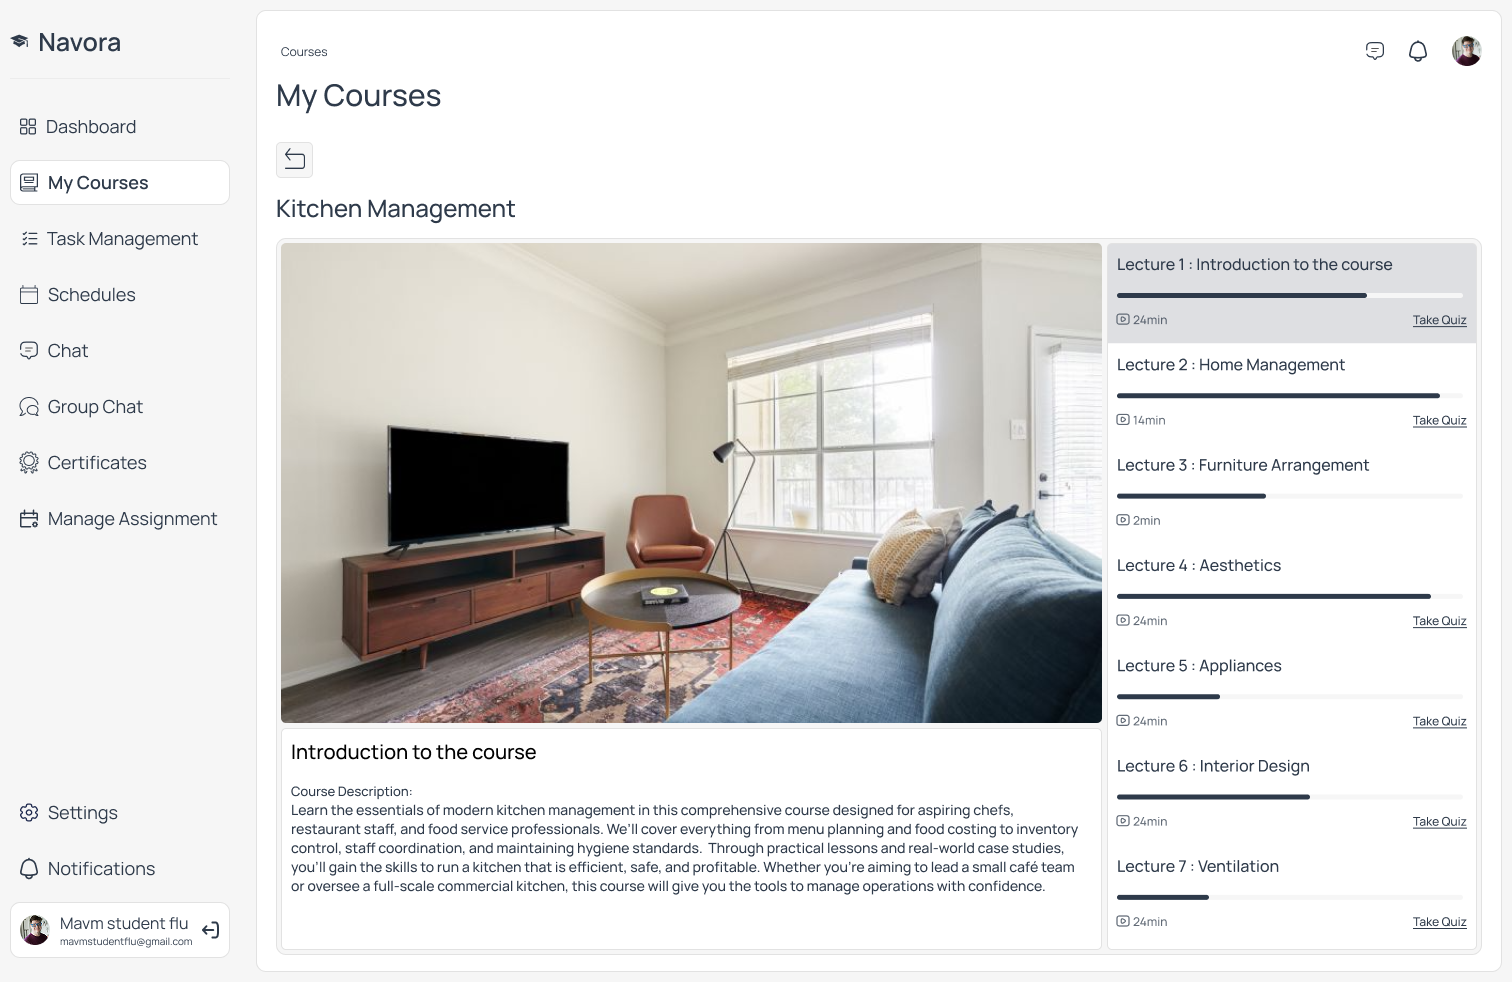 Navora
Courses
My Courses
Dashboard
My Courses
Task Management
Schedules
Chat
Group Chat
Certificates
Manage Assignment
Settings
Notifications
Mavm student flu
mavmstudentflu@gmail.com
Kitchen Management
Introduction to the course
Course Description:
Learn the essentials of modern kitchen management in this comprehensive course designed for aspiring chefs,
restaurant staff, and food service professionals. We'll cover everything from menu planning and food costing to inventory
control, staff coordination, and maintaining hygiene standards.  Through practical lessons and real-world case studies,
you'll gain the skills to run a kitchen that is efficient, safe, and profitable. Whether you're aiming to lead a small café team
or oversee a full-scale commercial kitchen, this course will give you the tools to manage operations with confidence.
Lecture 1 : Introduction to the course
24min Take Quiz
Lecture 2 : Home Management
14min Take Quiz
Lecture 3 : Furniture Arrangement
2min
Lecture 4 : Aesthetics
24min Take Quiz
Lecture 5 : Appliances
24min Take Quiz
Lecture 6 : Interior Design
24min Take Quiz
Lecture 7 : Ventilation
24min Take Quiz